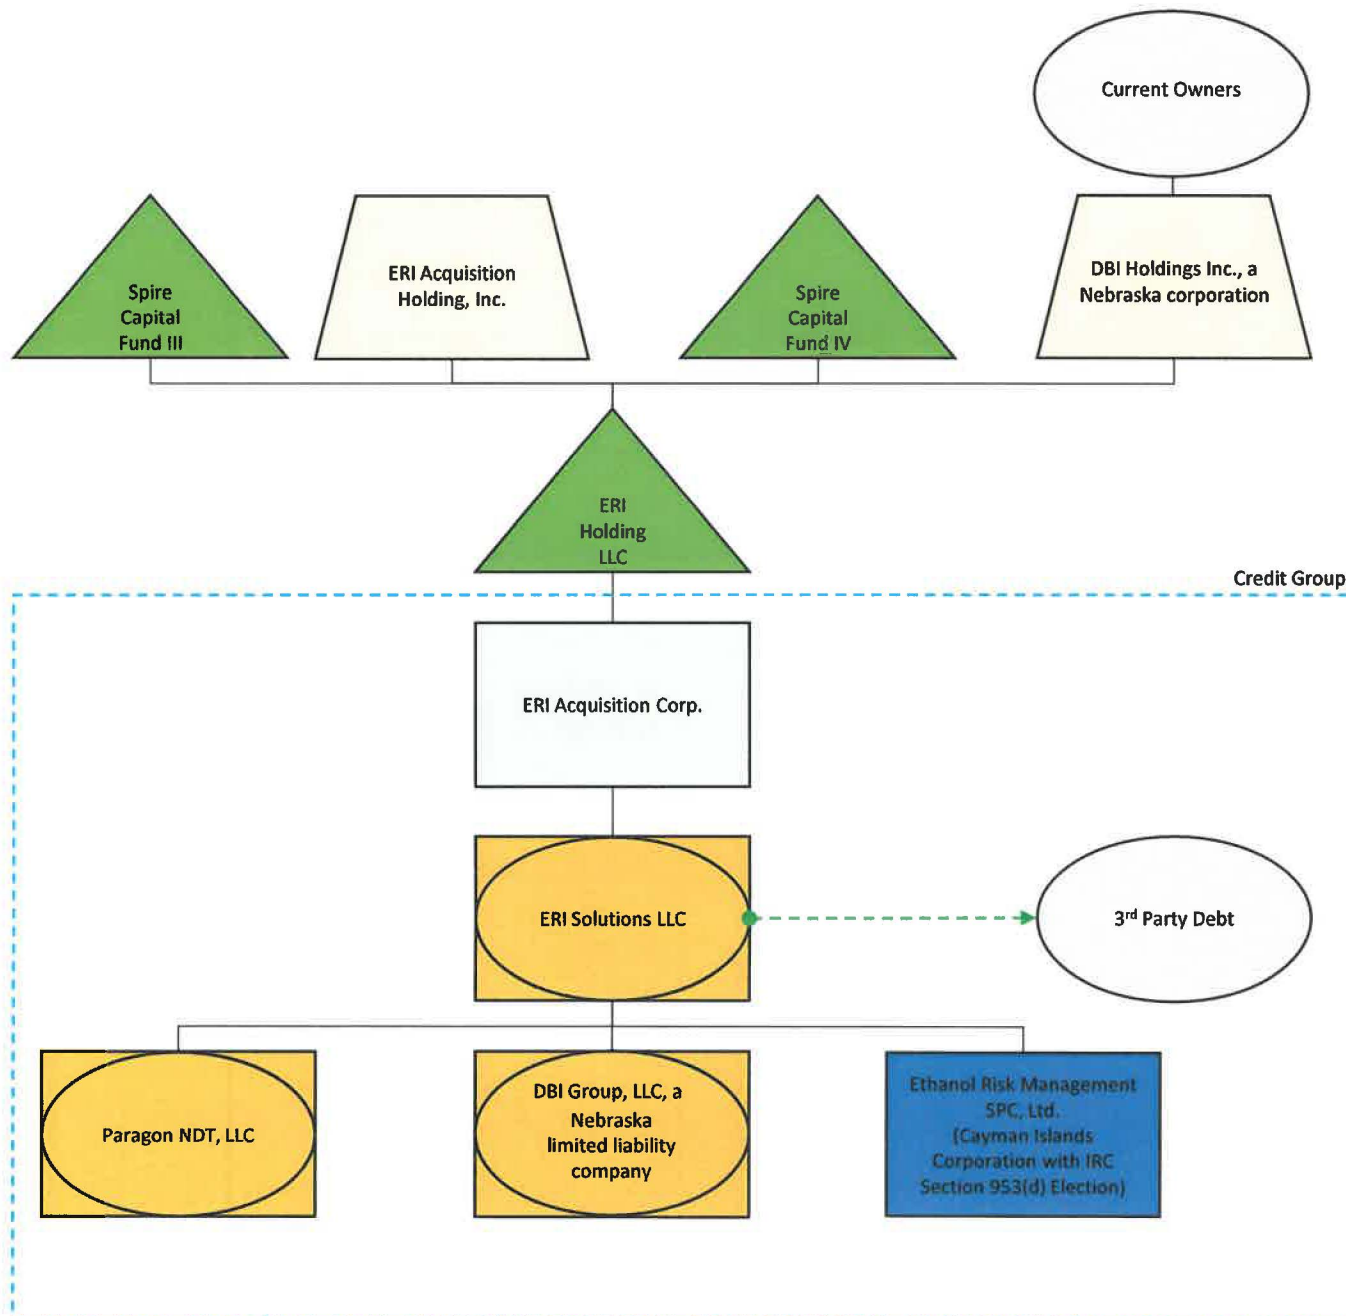 Current Owners
Spire
Capital
Fund III
ERI Acquisition
Holding, Inc.
Spire
Capital
Fund IV
DBI Holdings Inc., a
Nebraska corporation
ERI
Holding
LLC
Credit Group
ERI Acquisition Corp.
ERI Solutions LLC
3rd Party Debt
Paragon NDT, LLC
DBI Group, LLC, a
Nebraska
limited liability
company
Ethanol Risk Management
SPC, Ltd.
(Cayman Islands
Corporation with IRC
Section 953(d) Election)